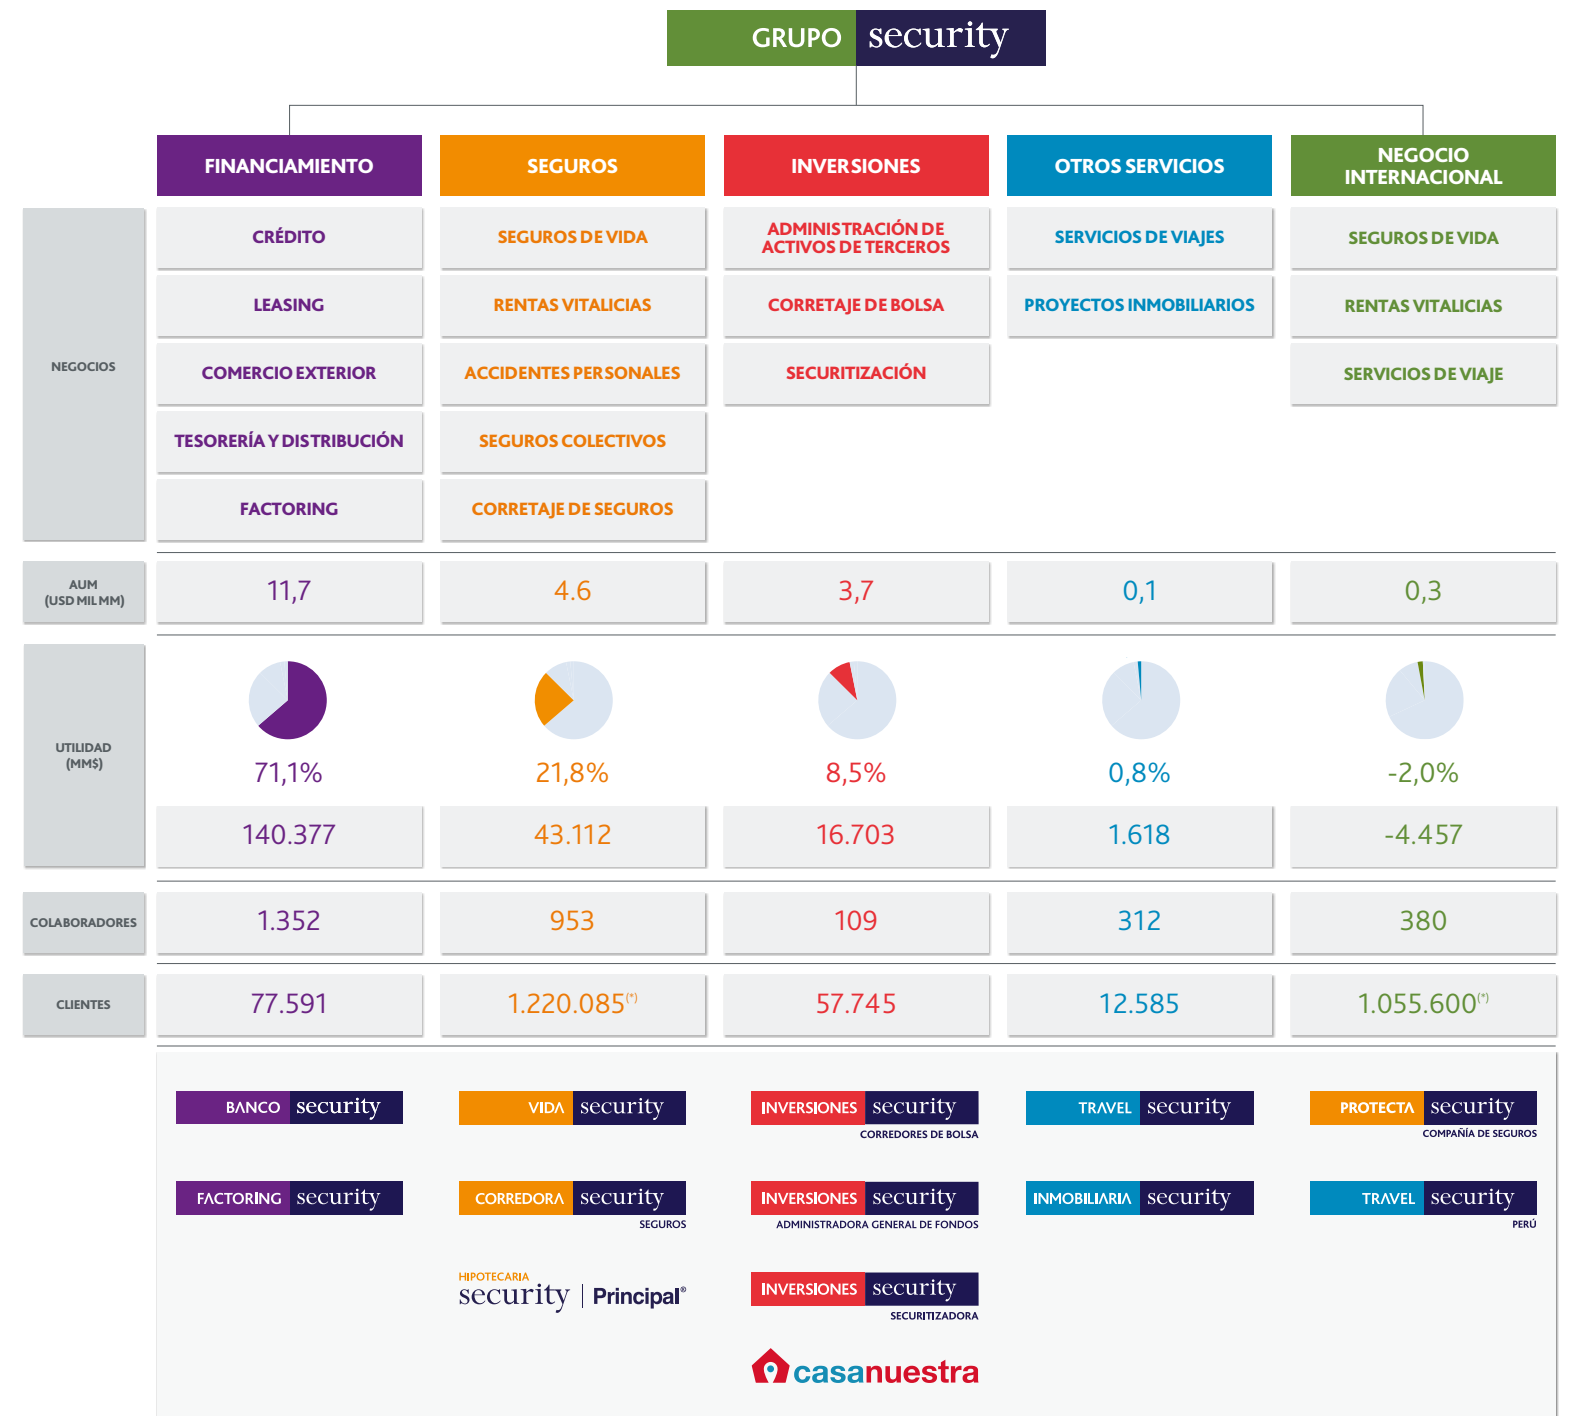 GRUPO security
FINANCIAMIENTO
SEGUROS
INVERSIONES
OTROS SERVICIOS
NEGOCIO
INTERNACIONAL
NEGOCIOS
CRÉDITO
SEGUROS DE VIDA
ADMINISTRACIÓN DE
ACTIVOS DE TERCEROS
SERVICIOS DE VIAJES
SEGUROS DE VIDA
LEASING
RENTAS VITALICIAS
CORRETAJE DE BOLSA
PROYECTOS INMOBILIARIOS
RENTAS VITALICIAS
COMERCIO EXTERIOR
ACCIDENTES PERSONALES
SECURITIZACIÓN
SERVICIOS DE VIAJE
TESORERÍA Y DISTRIBUCIÓN
SEGUROS COLECTIVOS
FACTORING
CORRETAJE DE SEGUROS
AUM
(USD MIL MM)
11,7
4.6
3,7
0,1
0,3
UTILIDAD
(MM$)
71,1%
21,8%
8,5%
0,8%
-2,0%
140.377
43.112
16.703
1.618
-4.457
COLABORADORES
1.352
953
109
312
380
CLIENTES
77.591
1.220.085(*)
57.745
12.585
1.055.600(*)
BANCO security
VIDA security
INVERSIONES security
CORREDORES DE BOLSA
TRAVEL security
PROTECTA security
COMPAÑÍA DE SEGUROS
FACTORING security
CORREDORA security
SEGUROS
INVERSIONES security
ADMINISTRADORA GENERAL DE FONDOS
INMOBILIARIA security
TRAVEL security
PERÚ
HIPOTECARIA
security | Principal®
INVERSIONES security
SECURITIZADORA
casanuestra